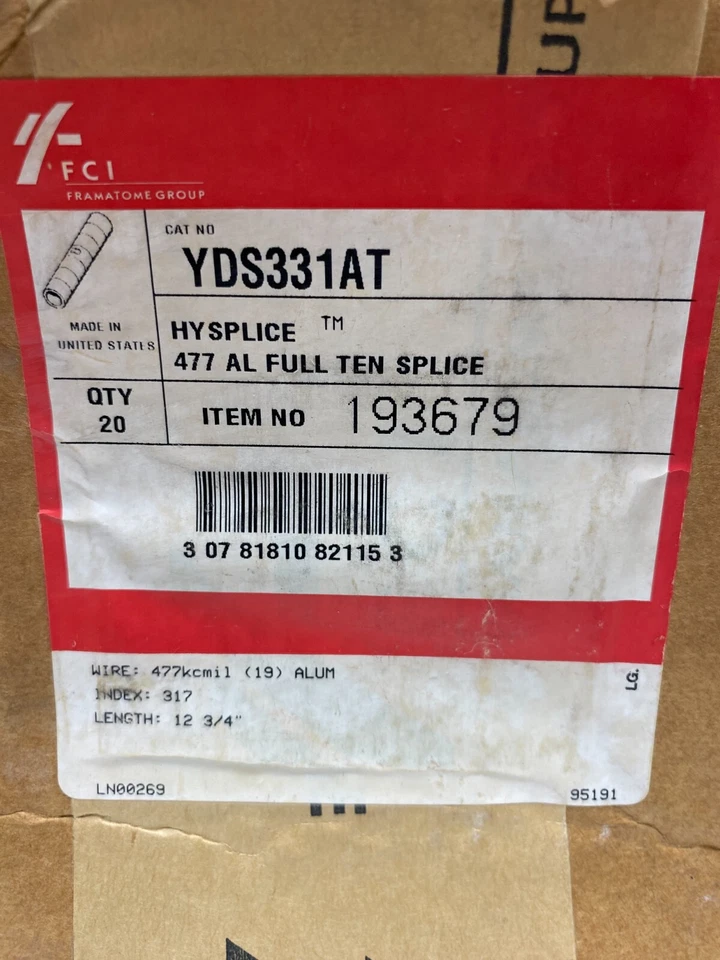 UP
FCI
FRAMATOME GROUP
CAT NO
YDS331AT
MADE IN
UNITED STATES
HYSPLICE ™
477 AL FULL TEN SPLICE
QTY
20
ITEM NO 193679
3 07 81810 82115 3
WIRE: 477kcmil (19) ALUM
INDEX: 317
LENGTH: 12 3/4"
LG.
LN00269
95191